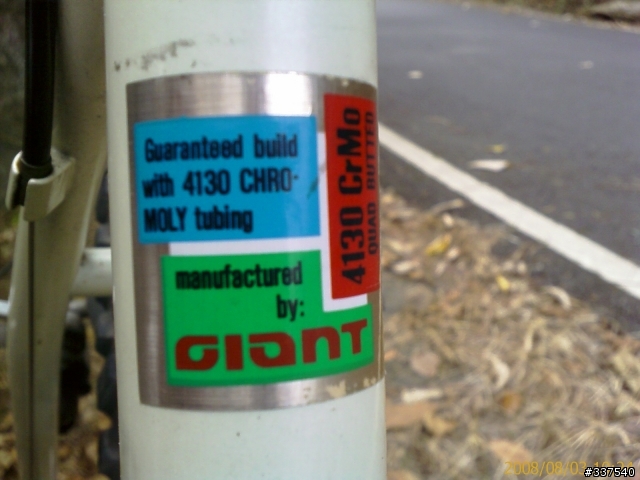 Guaranteed build
with 4130 CHRO-
MOLY tubing
4130 CrMo
QUAD BUTTED
manufactured
by:
GIANT
#337540